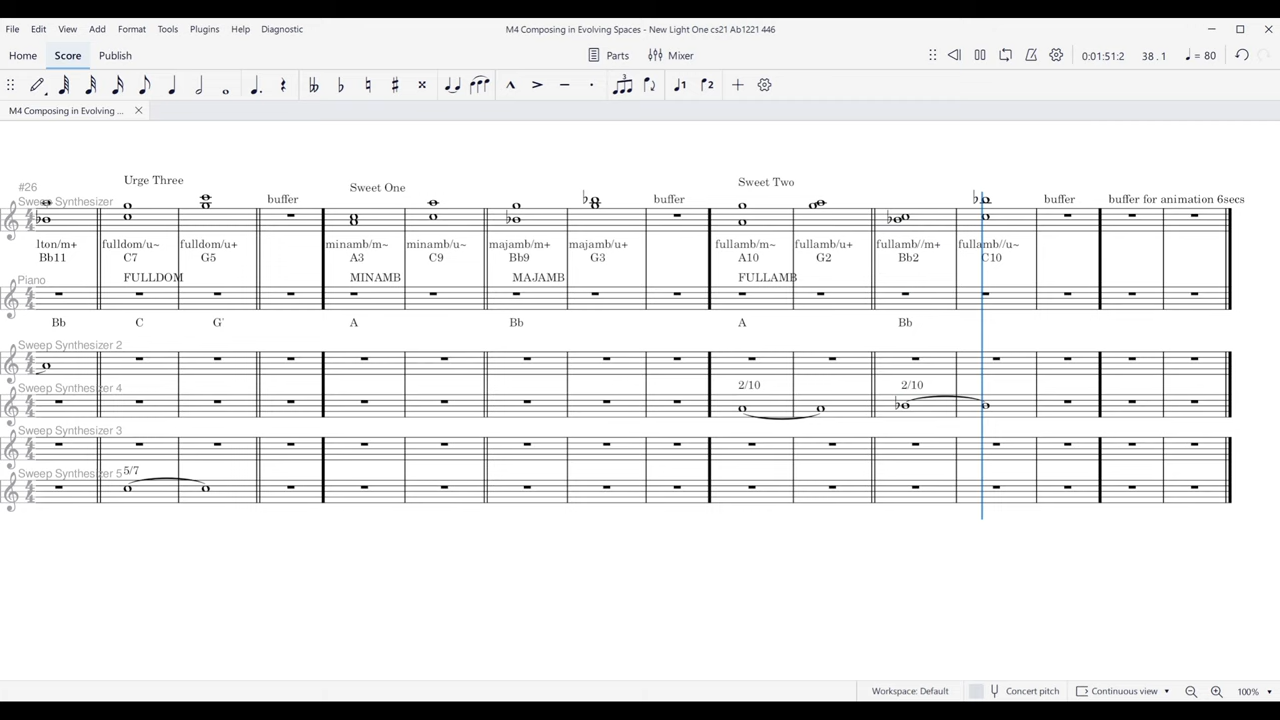 File Edit View Add Format Tools Plugins Help Diagnostic
M4 Composing in Evolving Spaces - New Light One cs21 Ab1221 446
Home Score Publish
Parts Mixer
0:01:51:2 38.1 = 80
M4 Composing in Evolving ...
#26
Urge Three Sweet One Sweet Two
Sweep Synthesizer buffer buffer buffer buffer for animation 6secs
lton/m+ fulldom/u~ fulldom/u+ minamb/m~ minamb/u~ majamb/m+ majamb/u+ fullamb/m~ fullamb/u+ fullamb//m+ fullamb//u~
Bb11 C7 G5 A3 C9 Bb9 G3 A10 G2 Bb2 C10
Piano FULLDOM MINAMB MAJAMB FULLAMB
Bb C G' A Bb A Bb
Sweep Synthesizer 2
Sweep Synthesizer 4 2/10 2/10
Sweep Synthesizer 3
Sweep Synthesizer 5 5/7
Workspace: Default Concert pitch Continuous view 100%